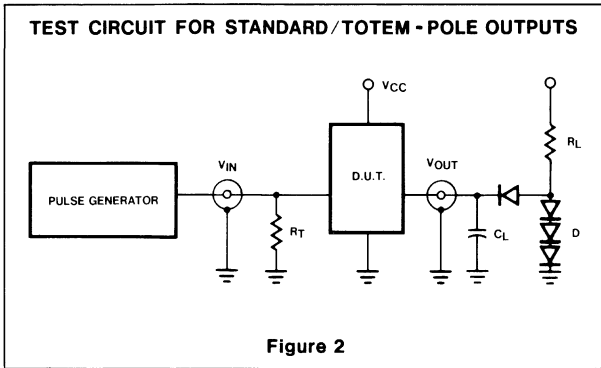 TEST CIRCUIT FOR STANDARD/TOTEM-POLE OUTPUTS
VCC
RL
VIN
VOUT
PULSE GENERATOR
D.U.T.
RT
CL
D
Figure 2